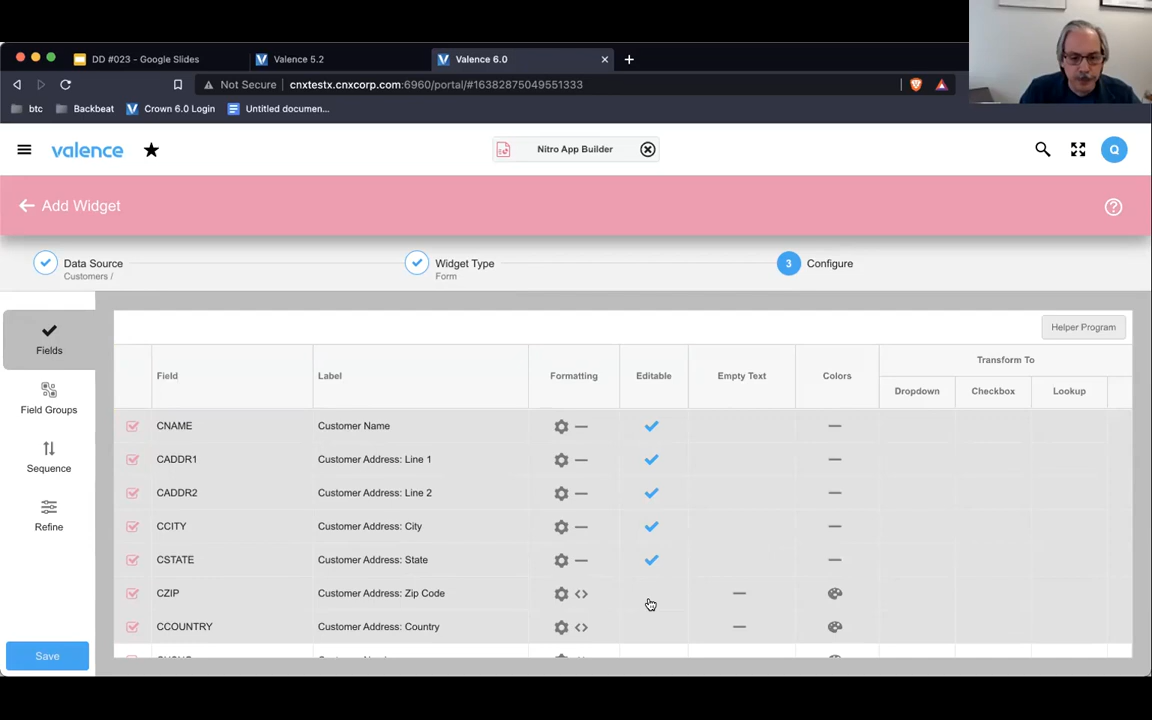 DD #023 - Google Slides
Valence 5.2
Valence 6.0
Not Secure
cnxtestx.cnxcorp.com:6960/portal/#16382875049551333
btc
Backbeat
Crown 6.0 Login
Untitled documen...
valence
Nitro App Builder
Q
Add Widget
Data Source
Customers /
Widget Type
Form
3
Configure
Fields
Field Groups
Sequence
Refine
Save
Helper Program
Field
Label
Formatting
Editable
Empty Text
Colors
Transform To
Dropdown
Checkbox
Lookup
CNAME
Customer Name
CADDR1
Customer Address: Line 1
CADDR2
Customer Address: Line 2
CCITY
Customer Address: City
CSTATE
Customer Address: State
CZIP
Customer Address: Zip Code
CCOUNTRY
Customer Address: Country